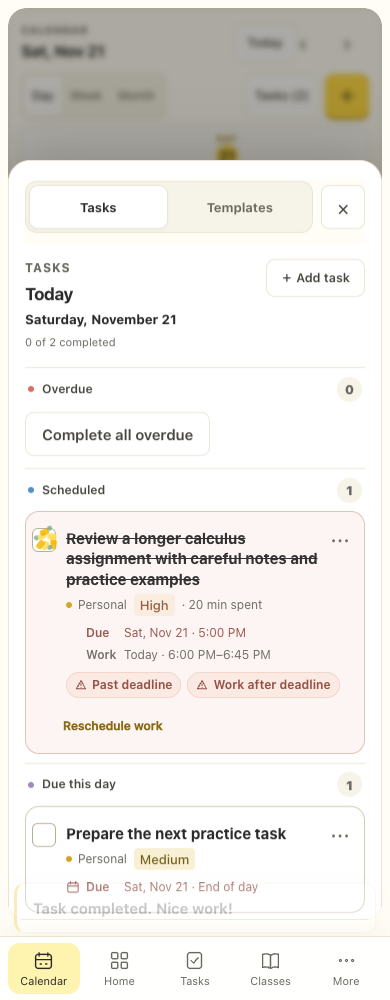 CALENDAR
Sat, Nov 21
Today
Day Week Month
Tasks (2)
+
Tasks Templates
×
TASKS
+ Add task
Today
Saturday, November 21
0 of 2 completed
Overdue 0
Complete all overdue
Scheduled 1
Review a longer calculus
assignment with careful notes and
practice examples
Personal High · 20 min spent
Due Sat, Nov 21 · 5:00 PM
Work Today · 6:00 PM–6:45 PM
Past deadline Work after deadline
Reschedule work
Due this day 1
Prepare the next practice task
Personal Medium
Due Sat, Nov 21 · End of day
Task completed. Nice work!
Calendar Home Tasks Classes More